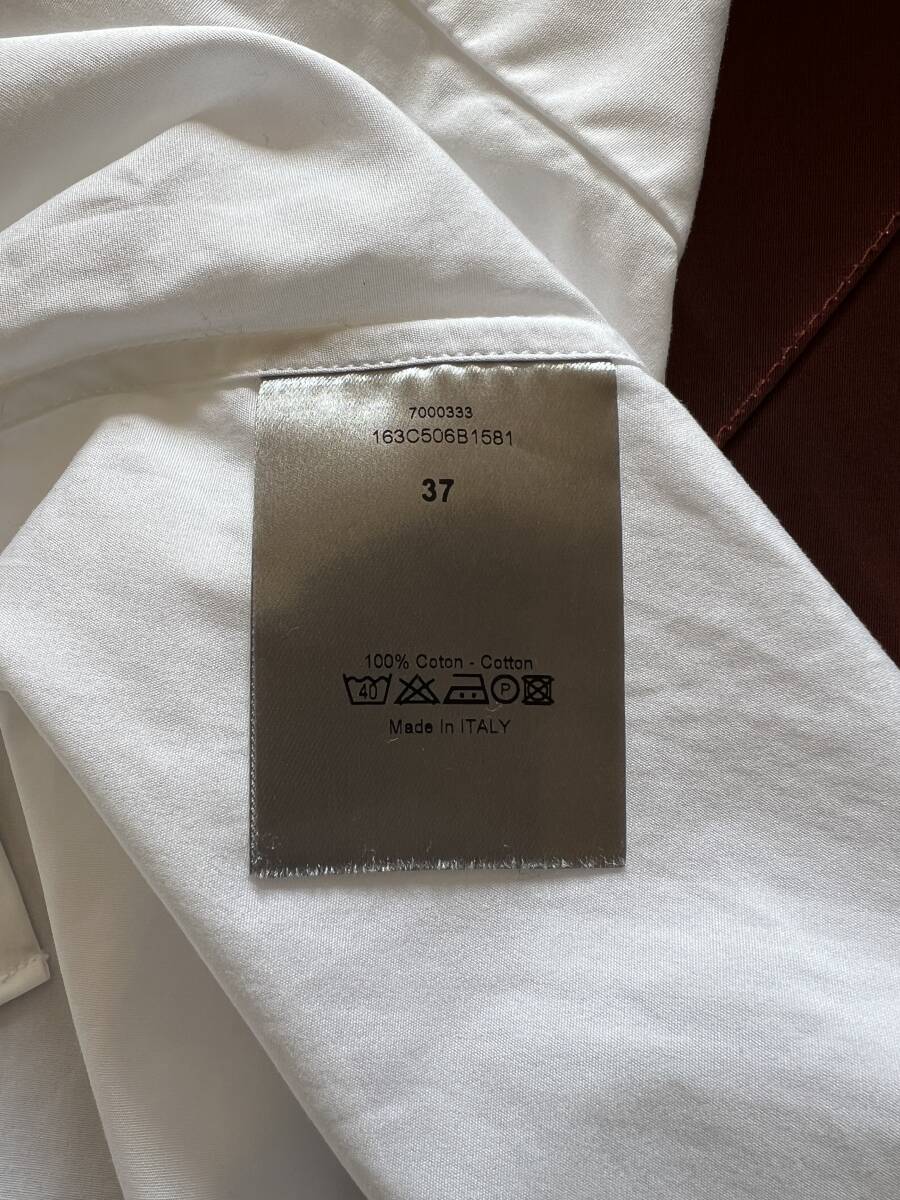 7000333
163C506B1581
37
100% Coton - Cotton
40 P
Made in ITALY